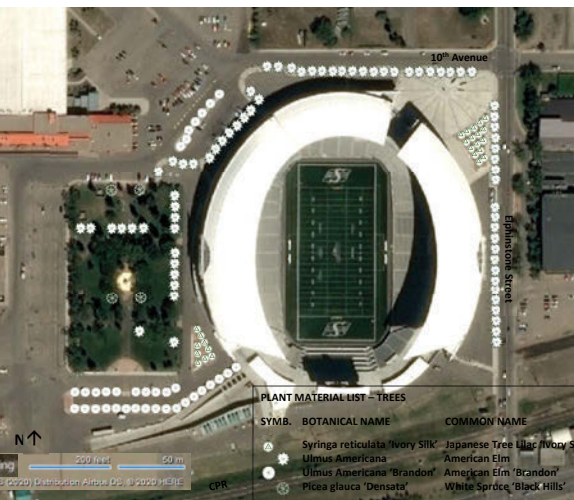 10th Avenue
Elphinstone Street
PLANT MATERIAL LIST – TREES
SYMB. BOTANICAL NAME COMMON NAME
Syringa reticulata 'Ivory Silk' Japanese Tree Lilac 'Ivory S
Ulmus Americana American Elm
Ulmus Americana 'Brandon' American Elm 'Brandon'
Picea glauca 'Densata' White Spruce 'Black Hills'
N
ing 200 feet 50 m
(2020) Distribution Airbus DS, © 2020 HERE
CPR